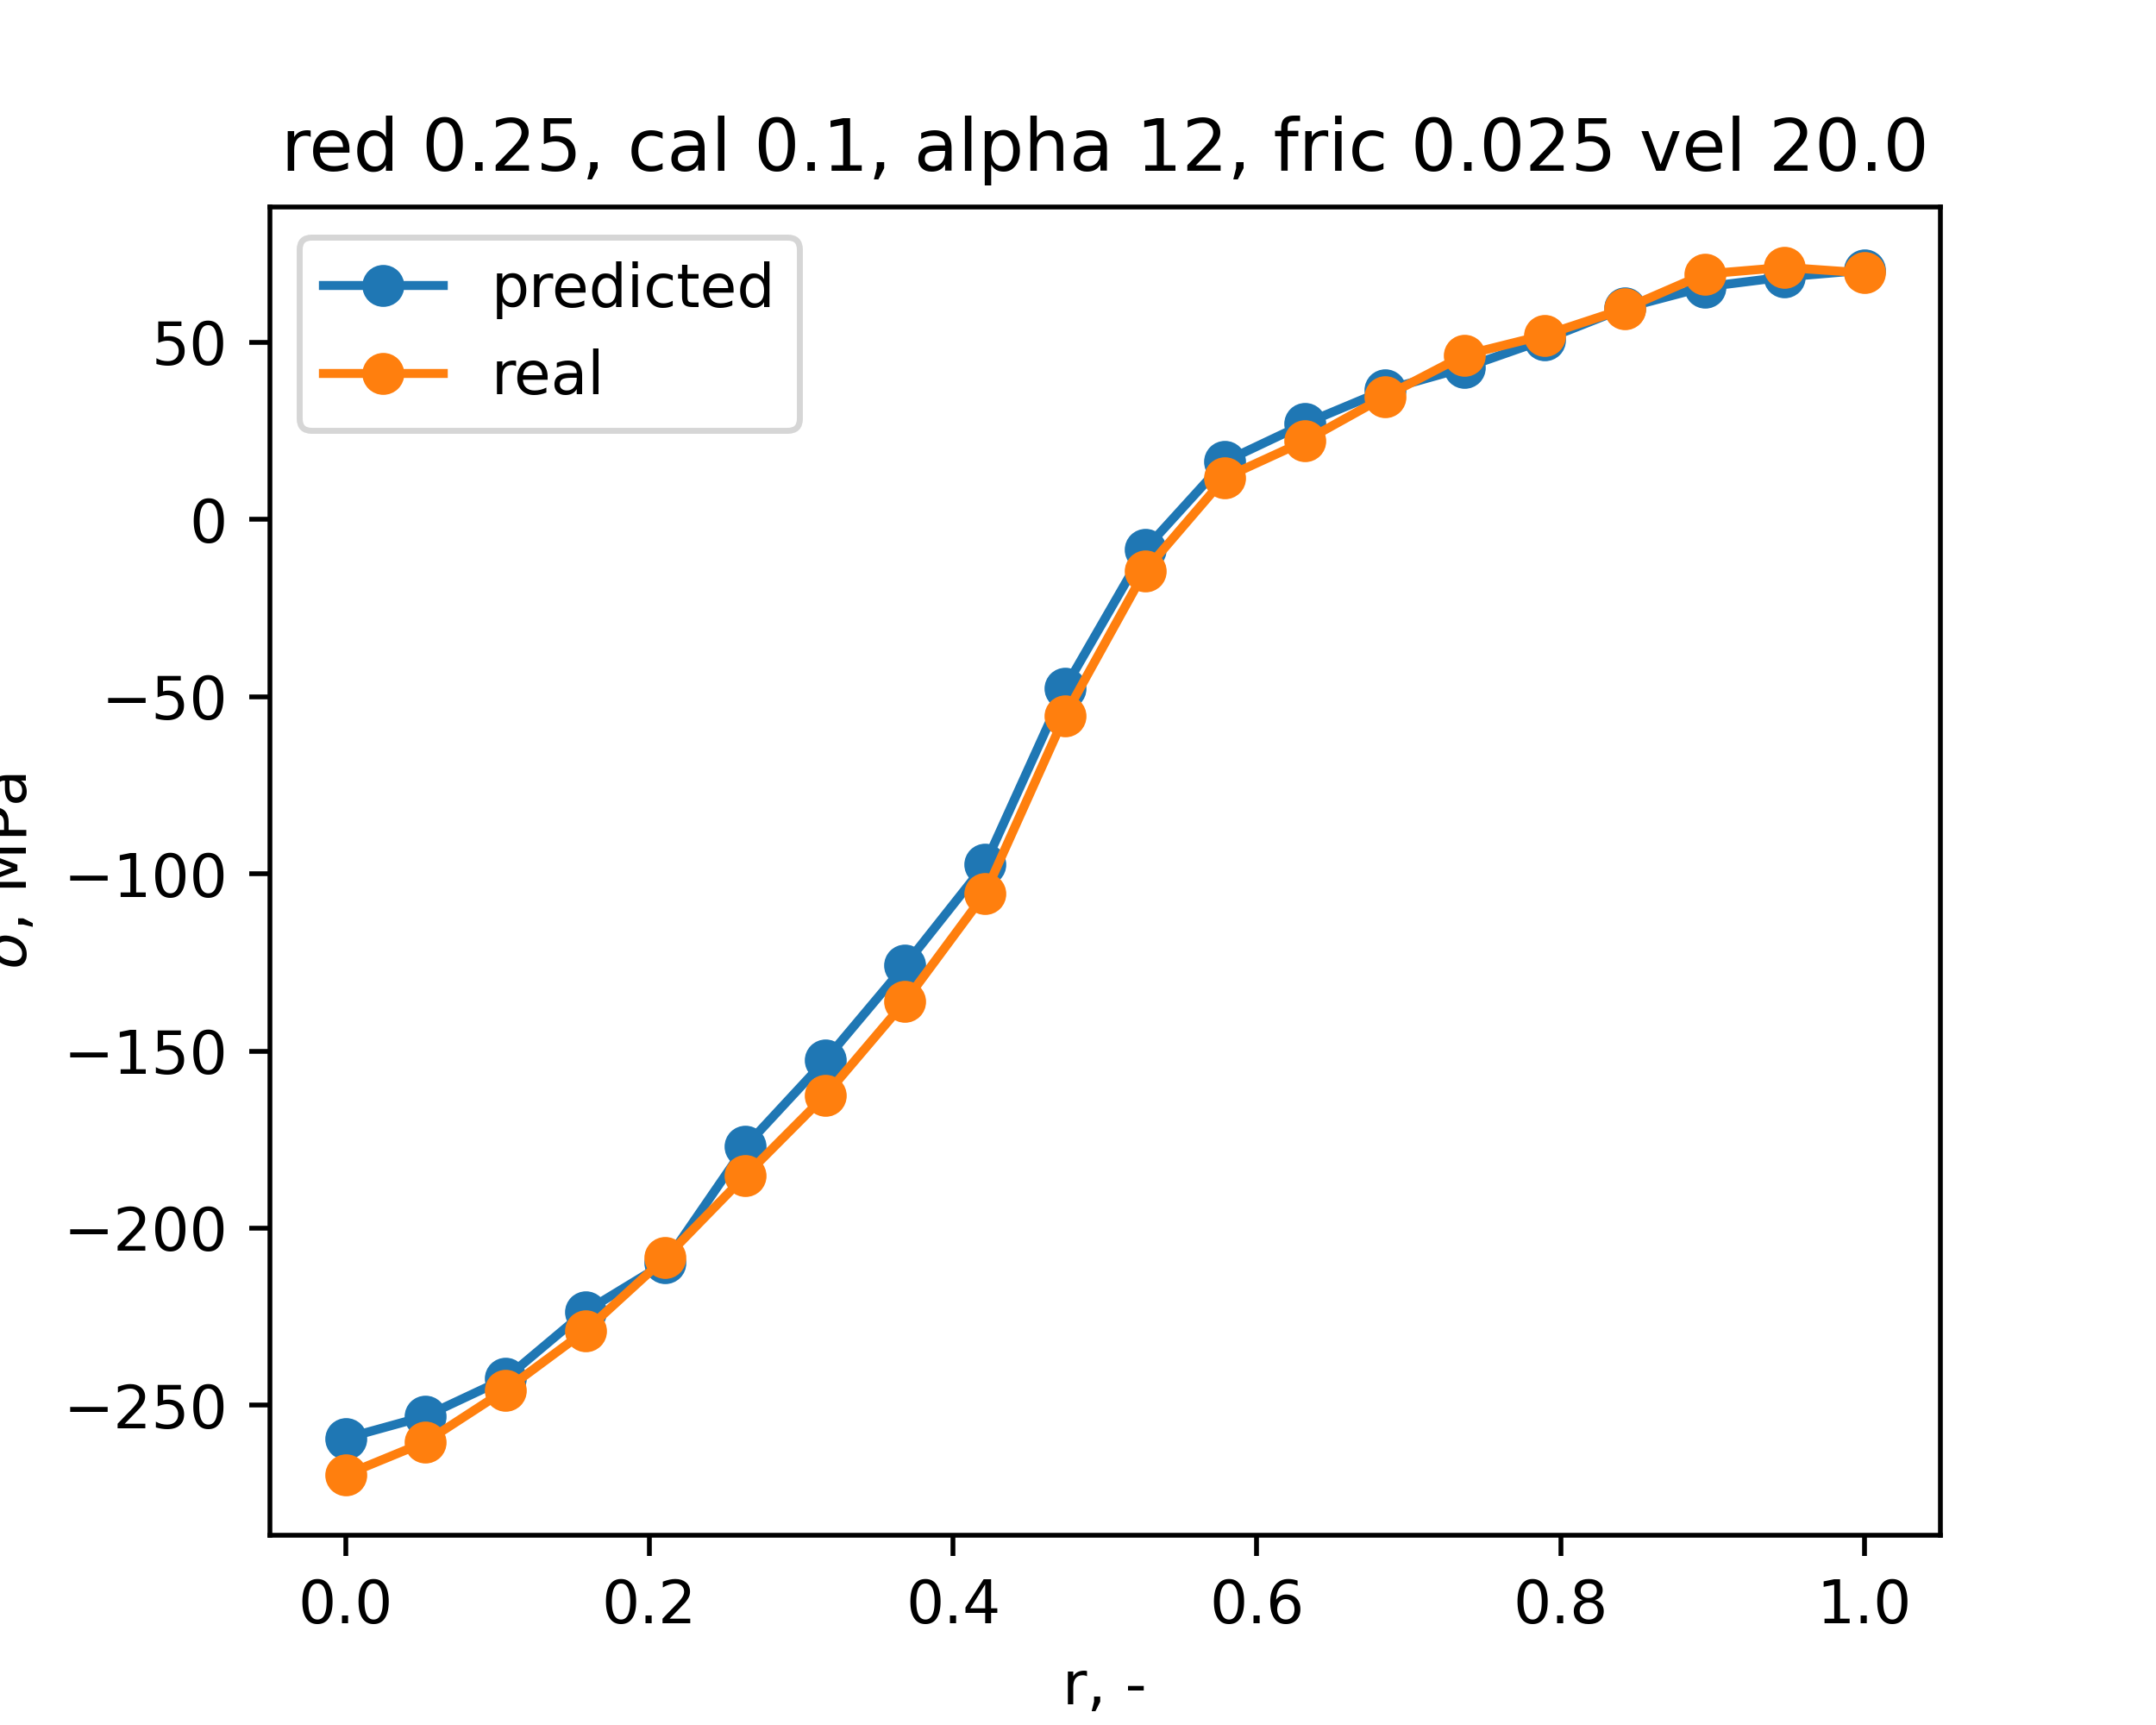 red 0.25, cal 0.1, alpha 12, fric 0.025 vel 20.0
predicted
real
50
0
−50
−100
−150
−200
−250
σ, MPa
0.0 0.2 0.4 0.6 0.8 1.0
r, -